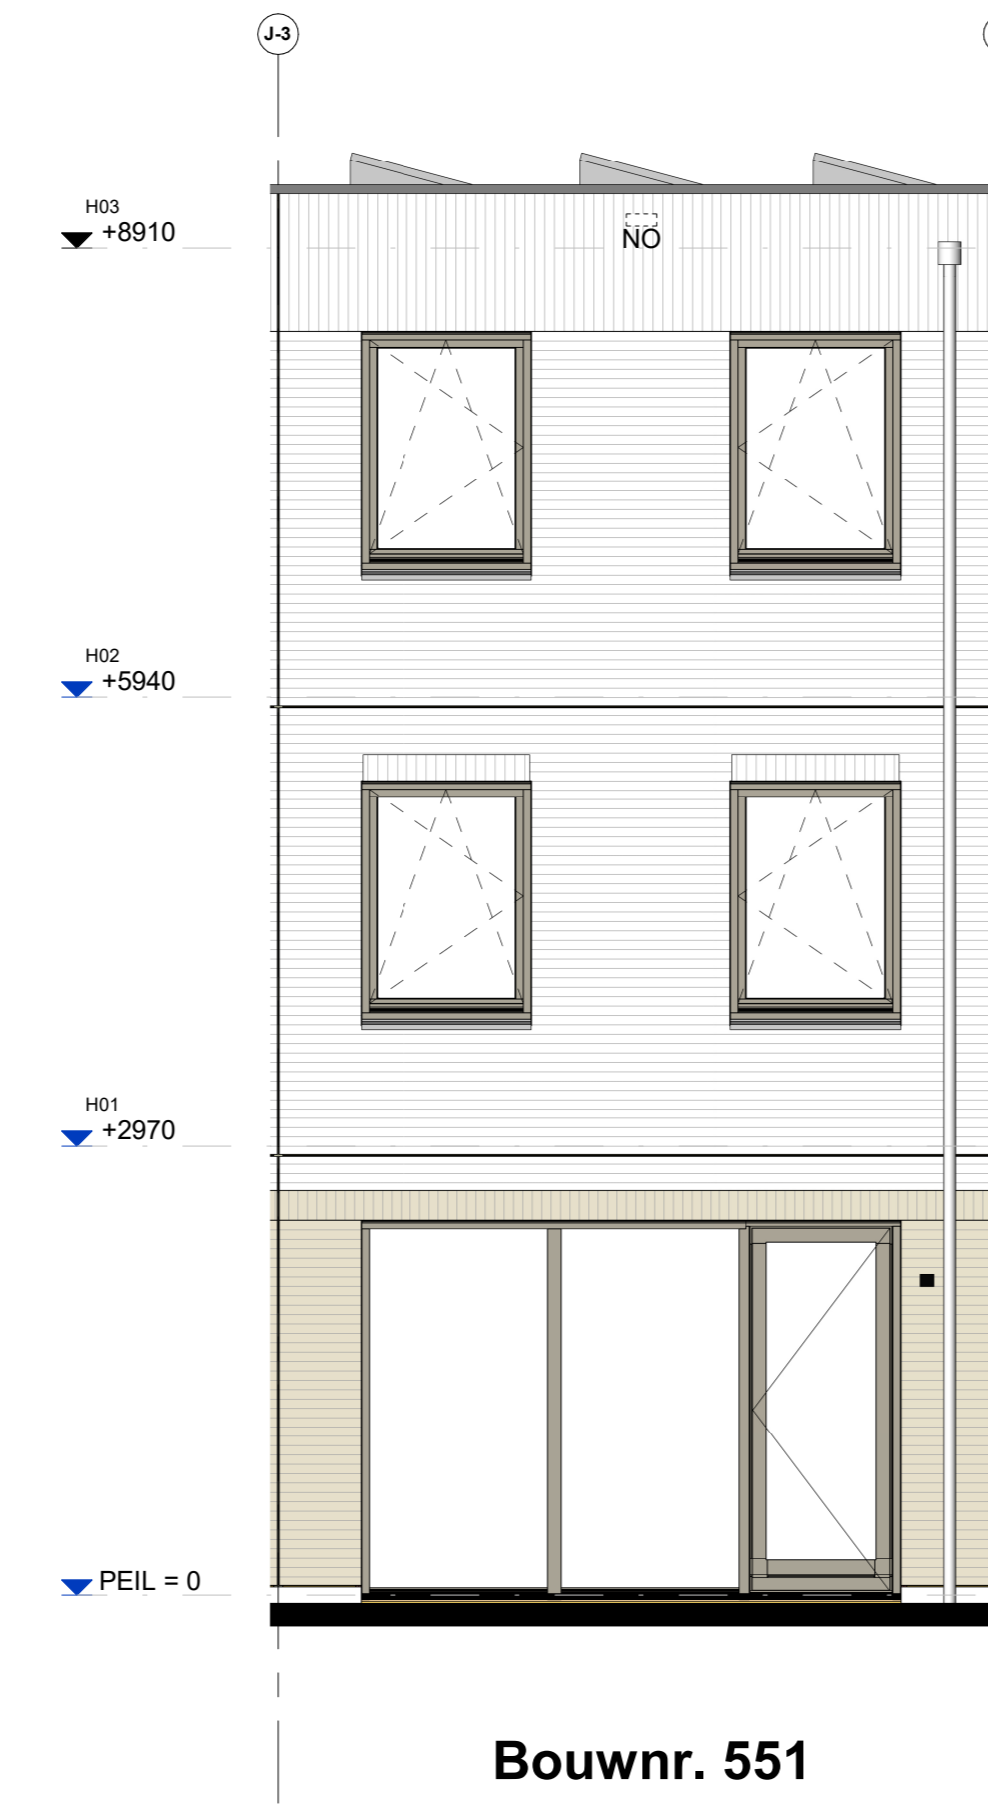 J-3
H03
+8910
NO
H02
+5940
H01
+2970
PEIL = 0
Bouwnr. 551